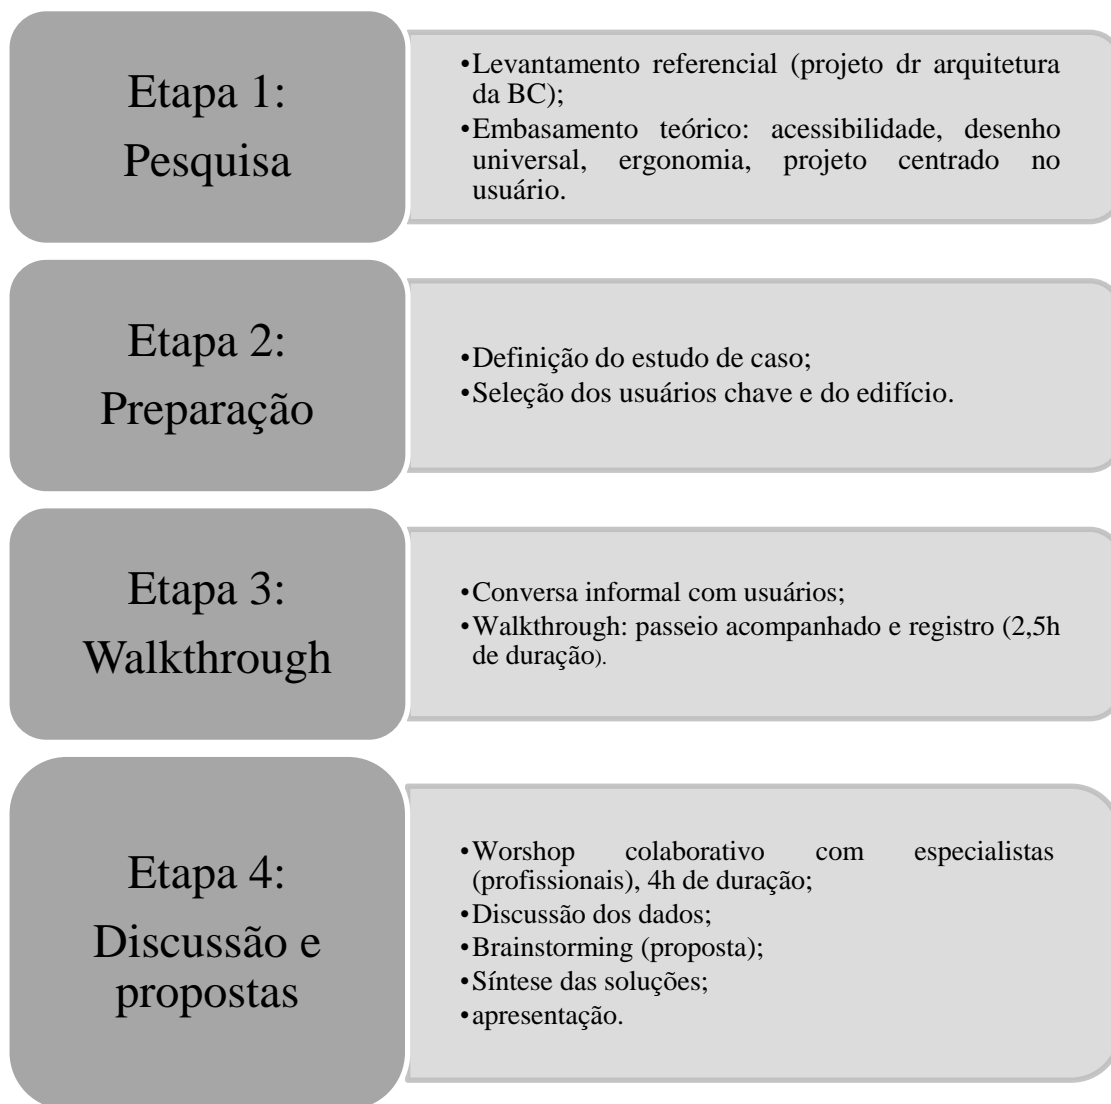 Etapa 1:
Pesquisa
•Levantamento referencial (projeto dr arquitetura
da BC);
•Embasamento teórico: acessibilidade, desenho
universal, ergonomia, projeto centrado no
usuário.
Etapa 2:
Preparação
•Definição do estudo de caso;
•Seleção dos usuários chave e do edifício.
Etapa 3:
Walkthrough
•Conversa informal com usuários;
•Walkthrough: passeio acompanhado e registro (2,5h
de duração).
Etapa 4:
Discussão e
propostas
•Worshop colaborativo com especialistas
(profissionais), 4h de duração;
•Discussão dos dados;
•Brainstorming (proposta);
•Síntese das soluções;
•apresentação.